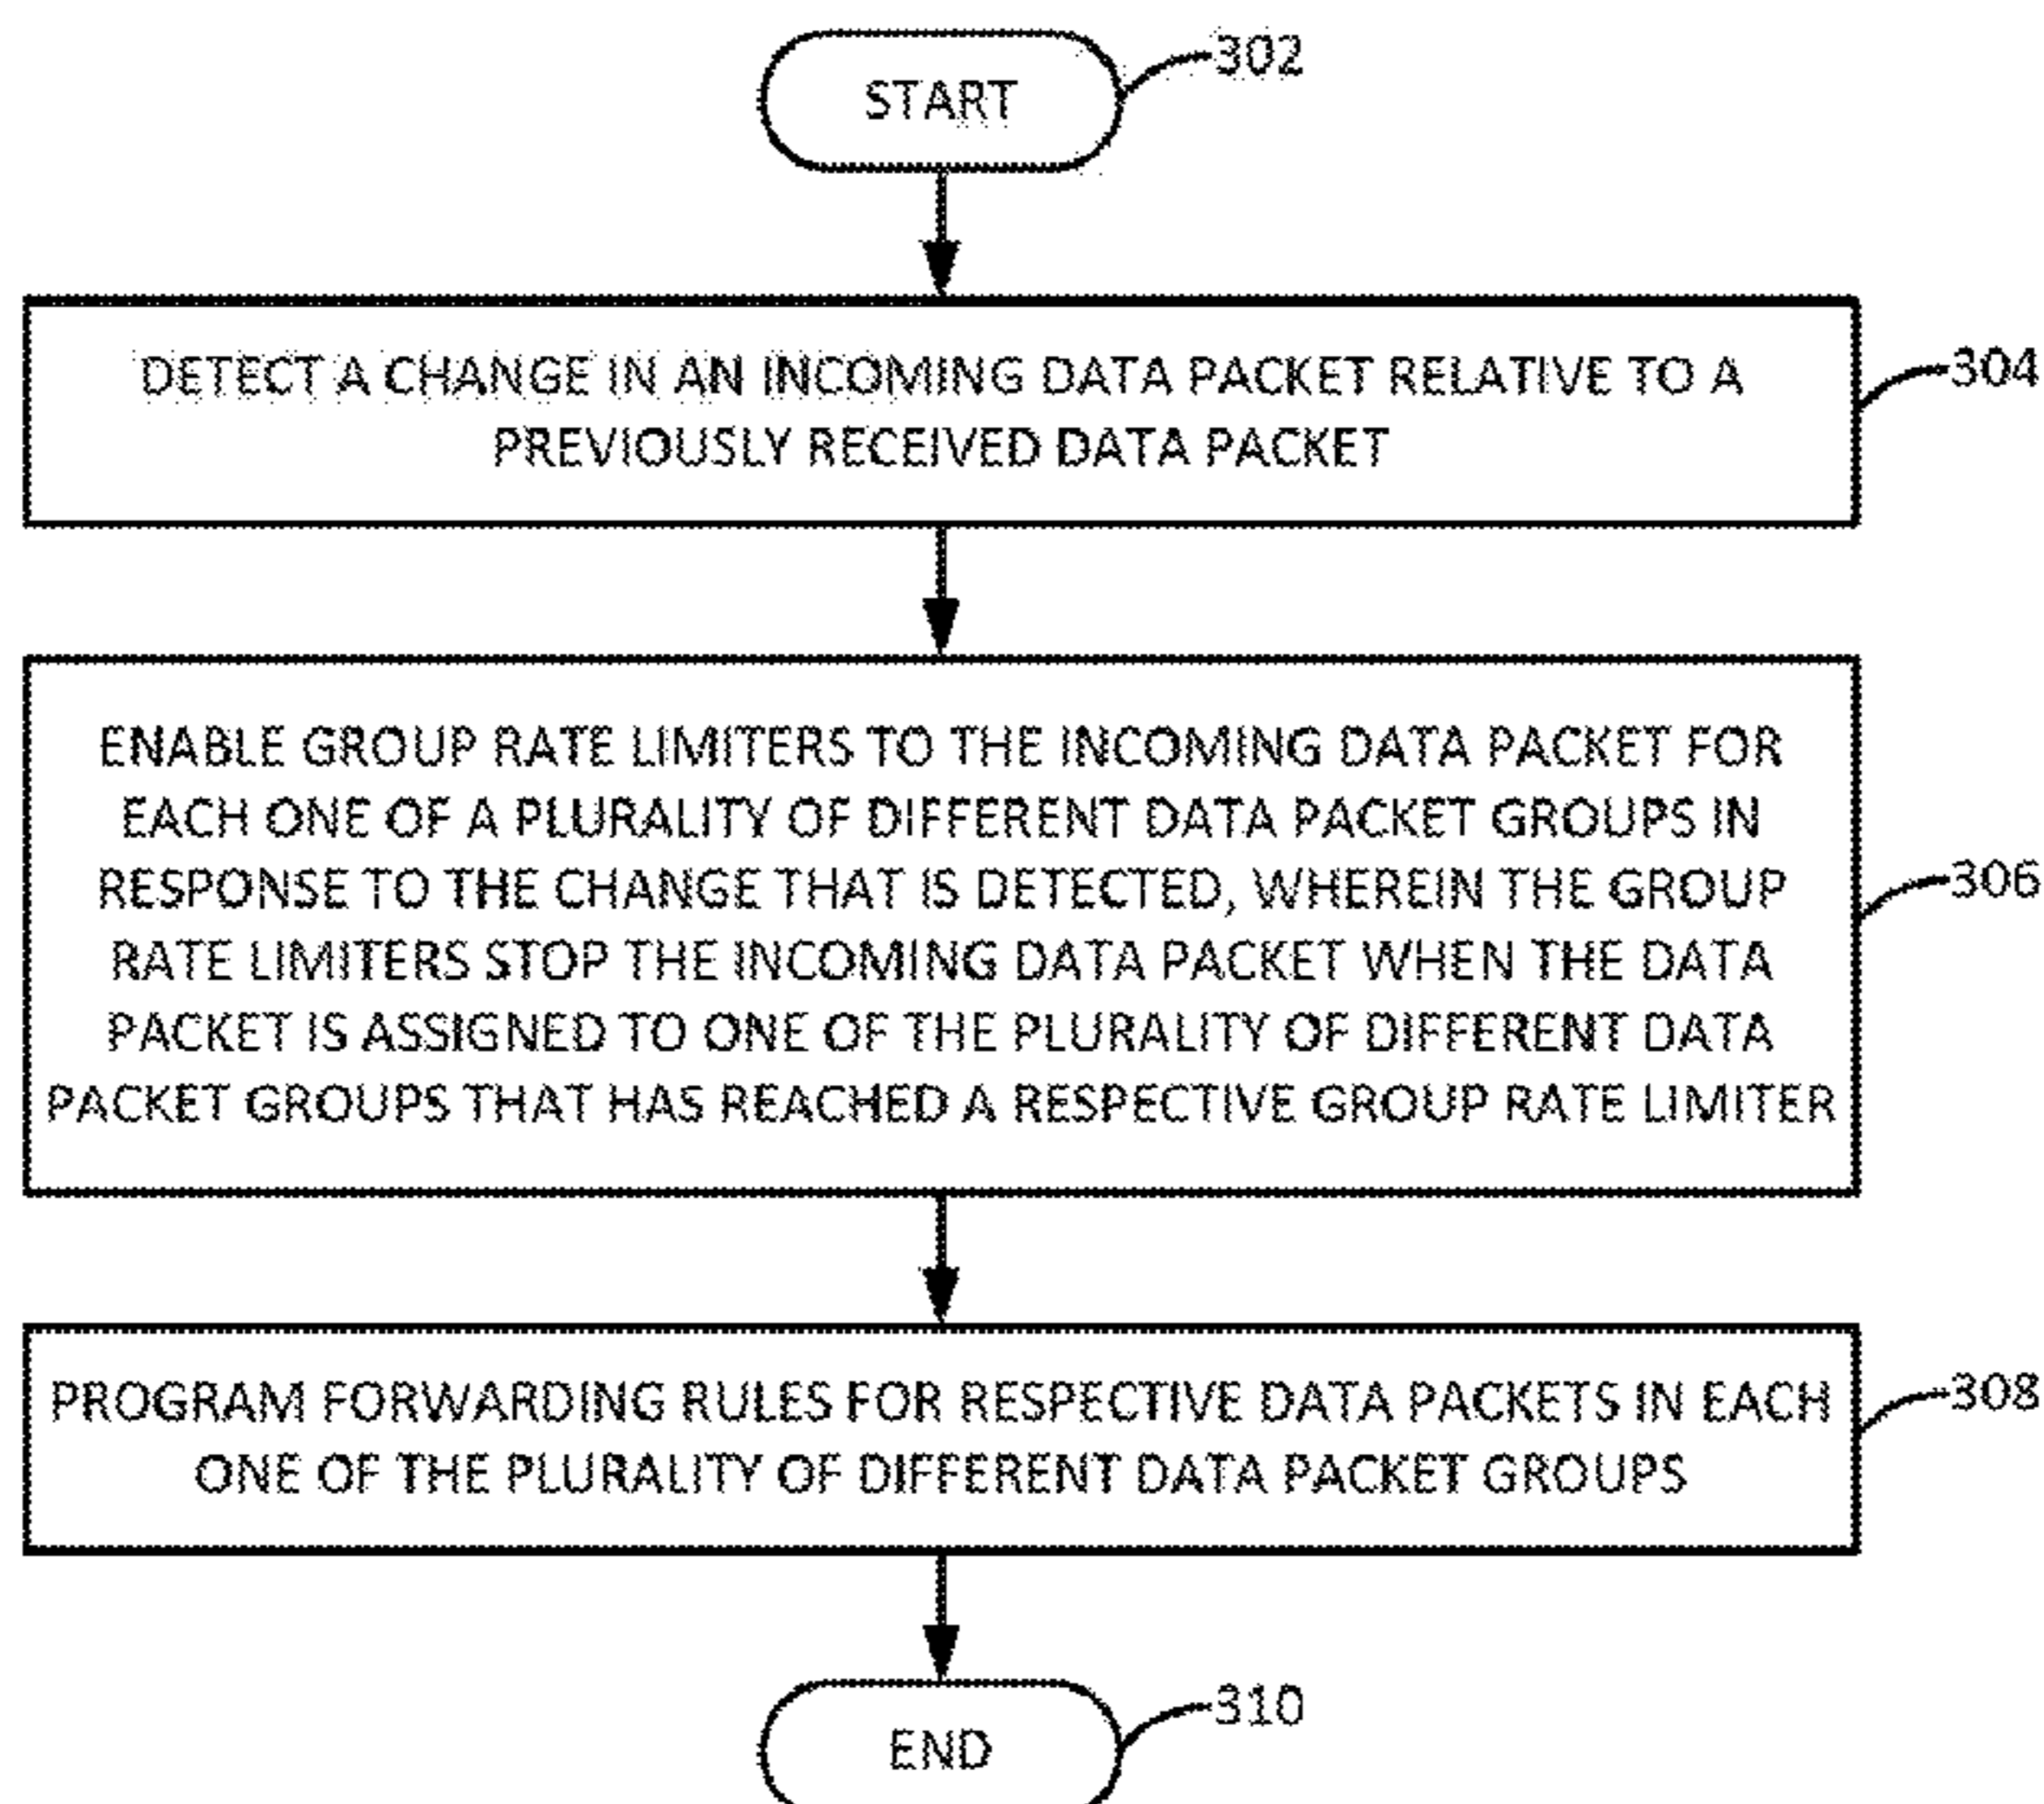 START
302
DETECT A CHANGE IN AN INCOMING DATA PACKET RELATIVE TO A
PREVIOUSLY RECEIVED DATA PACKET
304
ENABLE GROUP RATE LIMITERS TO THE INCOMING DATA PACKET FOR
EACH ONE OF A PLURALITY OF DIFFERENT DATA PACKET GROUPS IN
RESPONSE TO THE CHANGE THAT IS DETECTED, WHEREIN THE GROUP
RATE LIMITERS STOP THE INCOMING DATA PACKET WHEN THE DATA
PACKET IS ASSIGNED TO ONE OF THE PLURALITY OF DIFFERENT DATA
PACKET GROUPS THAT HAS REACHED A RESPECTIVE GROUP RATE LIMITER
306
PROGRAM FORWARDING RULES FOR RESPECTIVE DATA PACKETS IN EACH
ONE OF THE PLURALITY OF DIFFERENT DATA PACKET GROUPS
308
END
310